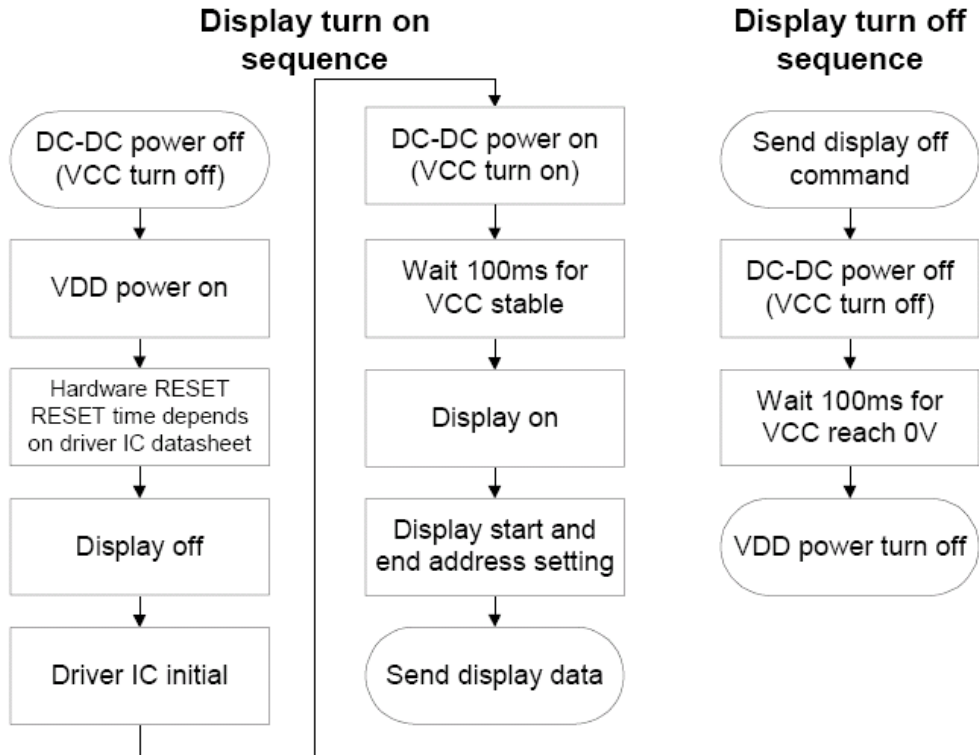 Display turn on
sequence
DC-DC power off
(VCC turn off)
VDD power on
Hardware RESET
RESET time depends
on driver IC datasheet
Display off
Driver IC initial
DC-DC power on
(VCC turn on)
Wait 100ms for
VCC stable
Display on
Display start and
end address setting
Send display data
Display turn off
sequence
Send display off
command
DC-DC power off
(VCC turn off)
Wait 100ms for
VCC reach 0V
VDD power turn off